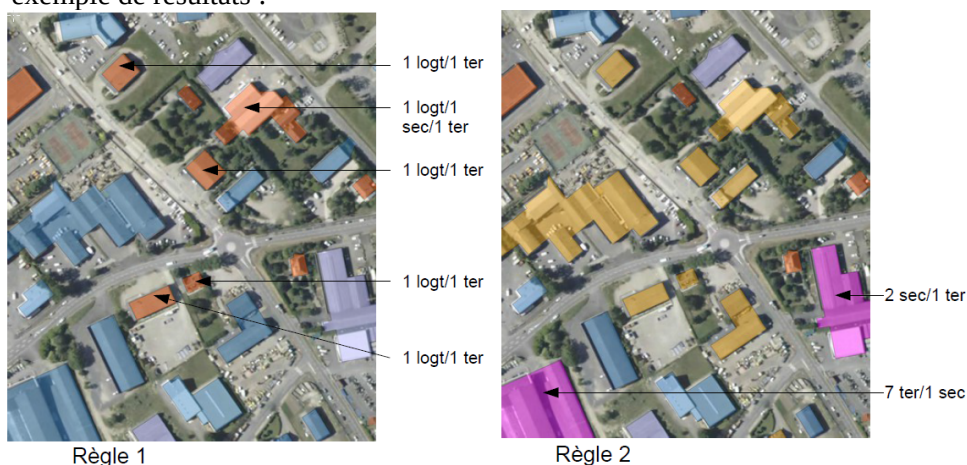 exemple de résultats :
1 logt/1 ter
1 logt/1
sec/1 ter
1 logt/1 ter
1 logt/1 ter
1 logt/1 ter
Règle 1
2 sec/1 ter
7 ter/1 sec
Règle 2